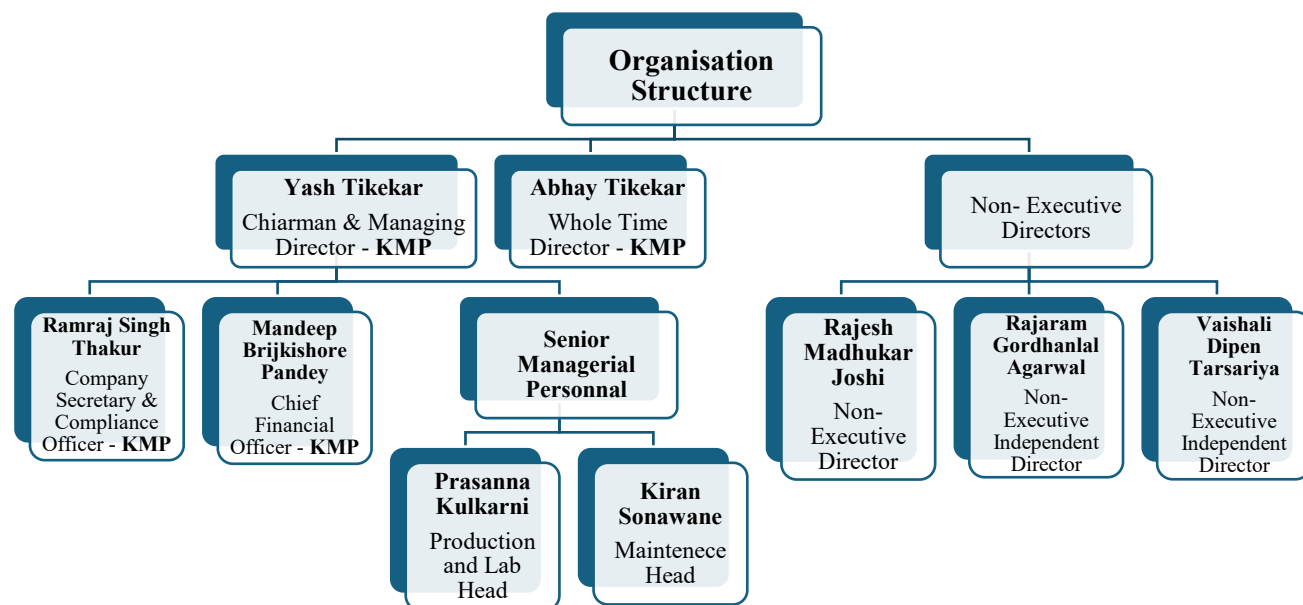 Organisation
Structure
Yash Tikekar
Chiarman & Managing
Director - KMP
Abhay Tikekar
Whole Time
Director - KMP
Non- Executive
Directors
Ramraj Singh
Thakur
Company
Secretary &
Compliance
Officer - KMP
Mandeep
Brijkishore
Pandey
Chief
Financial
Officer - KMP
Senior
Managerial
Personnal
Rajesh
Madhukar
Joshi
Non-
Executive
Director
Rajaram
Gordhanlal
Agarwal
Non-
Executive
Independent
Director
Vaishali
Dipen
Tarsariya
Non-
Executive
Independent
Director
Prasanna
Kulkarni
Production
and Lab
Head
Kiran
Sonawane
Maintenece
Head